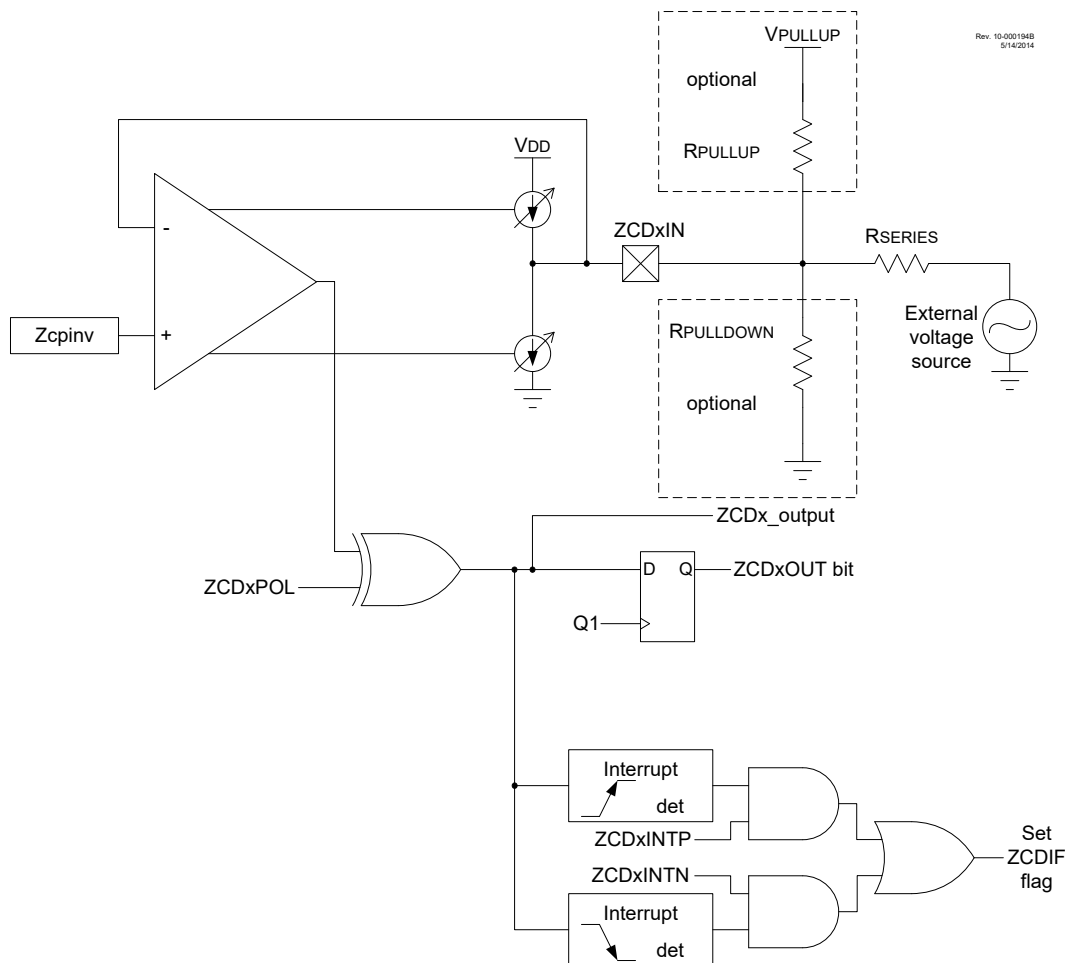 Rev. 10-000194B
5/14/2014
VPULLUP
optional
RPULLUP
VDD
-
ZCDxIN
RSERIES
Zcpinv
+
RPULLDOWN
External
voltage
source
optional
ZCDx_output
D Q
ZCDxOUT bit
ZCDxPOL
Q1
Interrupt
det
ZCDxINTP
Set
ZCDIF
flag
ZCDxINTN
Interrupt
det